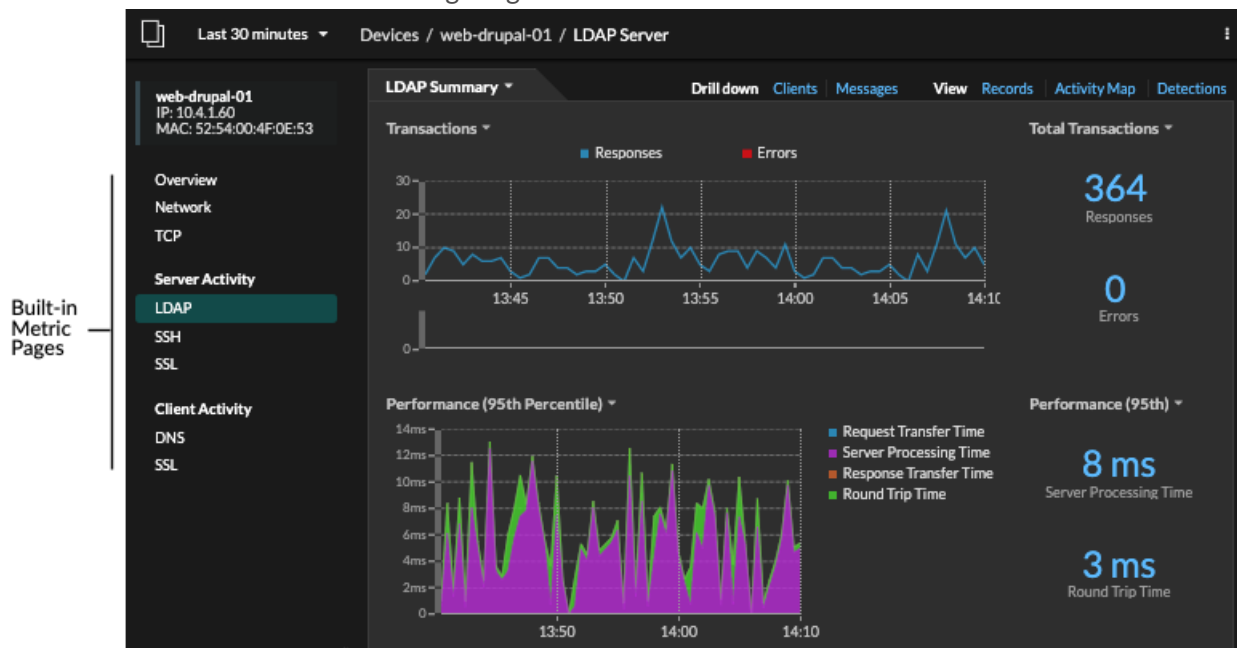 Last 30 minutes
Devices / web-drupal-01 / LDAP Server
web-drupal-01
IP: 10.4.1.60
MAC: 52:54:00:4F:0E:53
Built-in
Metric
Pages
Overview
Network
TCP
Server Activity
LDAP
SSH
SSL
Client Activity
DNS
SSL
LDAP Summary
Drill down Clients Messages View Records Activity Map Detections
Transactions
Responses Errors
30
20
10
0
13:45 13:50 13:55 14:00 14:05 14:10
0
Total Transactions
364
Responses
0
Errors
Performance (95th Percentile)
14ms
12ms
10ms
8ms
6ms
4ms
2ms
0
13:50 14:00 14:10
Request Transfer Time
Server Processing Time
Response Transfer Time
Round Trip Time
Performance (95th)
8 ms
Server Processing Time
3 ms
Round Trip Time